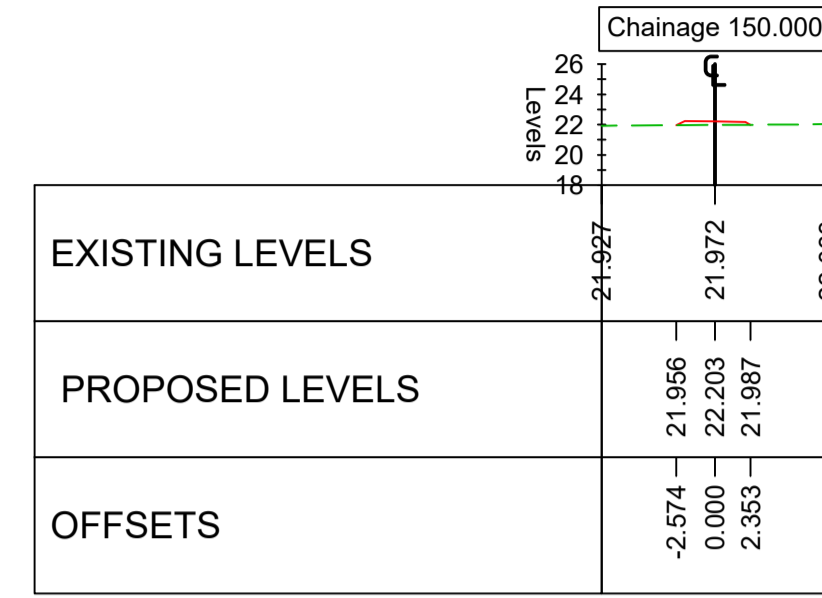 Chainage 150.000
℄
26
24
22
20
18
Levels
EXISTING LEVELS
21.927
21.972
PROPOSED LEVELS
21.956
22.203
21.987
OFFSETS
-2.574
0.000
2.353